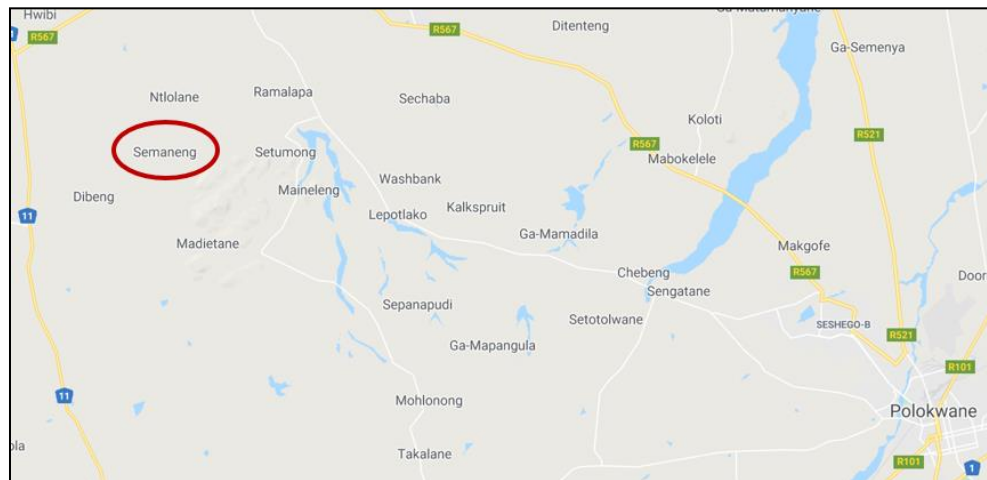 Hwibi
R567
R567
Ditenteng
Ga-Semenya
Ntlolane
Ramalapa
Sechaba
Koloti
R521
Semaneng
Setumong
R567
Mabokelele
Dibeng
Maineleng
Washbank
11
Lepotlako
Kalkspruit
Madietane
Ga-Mamadila
Makgofe
Chebeng
R567
Door
Sengatane
Sepanapudi
Setotolwane
SESHEGO-B
Ga-Mapangula
R521
R101
11
Mohlonong
Polokwane
ola
Takalane
R101
1